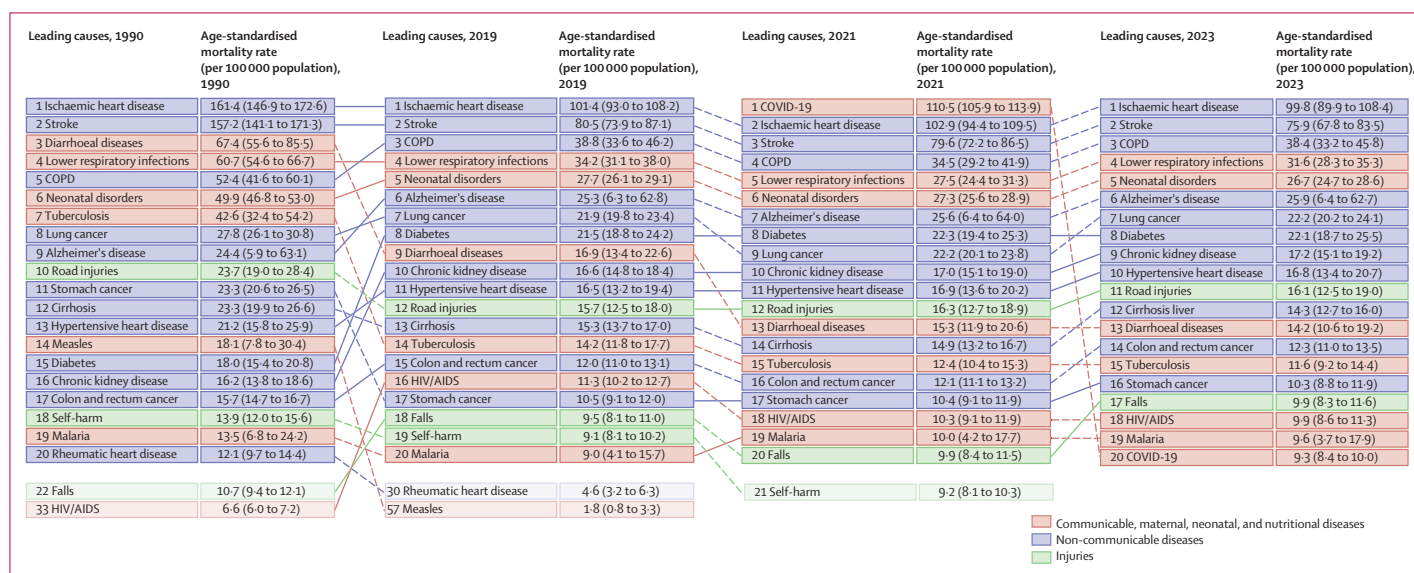 Leading causes, 1990 Age-standardised mortality rate (per 100 000 population), 1990
1 Ischaemic heart disease 161·4 (146·9 to 172·6)
2 Stroke 157·2 (141·1 to 171·3)
3 Diarrhoeal diseases 67·4 (55·6 to 85·5)
4 Lower respiratory infections 60·7 (54·6 to 66·7)
5 COPD 52·4 (41·6 to 60·1)
6 Neonatal disorders 49·9 (46·8 to 53·0)
7 Tuberculosis 42·6 (32·4 to 54·2)
8 Lung cancer 27·8 (26·1 to 30·8)
9 Alzheimer's disease 24·4 (5·9 to 63·1)
10 Road injuries 23·7 (19·0 to 28·4)
11 Stomach cancer 23·3 (20·6 to 26·5)
12 Cirrhosis 23·3 (19·9 to 26·6)
13 Hypertensive heart disease 21·2 (15·8 to 25·9)
14 Measles 18·1 (7·8 to 30·4)
15 Diabetes 18·0 (15·4 to 20·8)
16 Chronic kidney disease 16·2 (13·8 to 18·6)
17 Colon and rectum cancer 15·7 (14·7 to 16·7)
18 Self-harm 13·9 (12·0 to 15·6)
19 Malaria 13·5 (6·8 to 24·2)
20 Rheumatic heart disease 12·1 (9·7 to 14·4)
22 Falls 10·7 (9·4 to 12·1)
33 HIV/AIDS 6·6 (6·0 to 7·2)
Leading causes, 2019 Age-standardised mortality rate (per 100 000 population), 2019
1 Ischaemic heart disease 101·4 (93·0 to 108·2)
2 Stroke 80·5 (73·9 to 87·1)
3 COPD 38·8 (33·6 to 46·2)
4 Lower respiratory infections 34·2 (31·1 to 38·0)
5 Neonatal disorders 27·7 (26·1 to 29·1)
6 Alzheimer's disease 25·3 (6·3 to 62·8)
7 Lung cancer 21·9 (19·8 to 23·4)
8 Diabetes 21·5 (18·8 to 24·2)
9 Diarrhoeal diseases 16·9 (13·4 to 22·6)
10 Chronic kidney disease 16·6 (14·8 to 18·4)
11 Hypertensive heart disease 16·5 (13·2 to 19·4)
12 Road injuries 15·7 (12·5 to 18·0)
13 Cirrhosis 15·3 (13·7 to 17·0)
14 Tuberculosis 14·2 (11·8 to 17·7)
15 Colon and rectum cancer 12·0 (11·0 to 13·1)
16 HIV/AIDS 11·3 (10·2 to 12·7)
17 Stomach cancer 10·5 (9·1 to 12·0)
18 Falls 9·5 (8·1 to 11·0)
19 Self-harm 9·1 (8·1 to 10·2)
20 Malaria 9·0 (4·1 to 15·7)
30 Rheumatic heart disease 4·6 (3·2 to 6·3)
57 Measles 1·8 (0·8 to 3·3)
Leading causes, 2021 Age-standardised mortality rate (per 100 000 population), 2021
1 COVID-19 110·5 (105·9 to 113·9)
2 Ischaemic heart disease 102·9 (94·4 to 109·5)
3 Stroke 79·6 (72·2 to 86·5)
4 COPD 34·5 (29·2 to 41·9)
5 Lower respiratory infections 27·5 (24·4 to 31·3)
6 Neonatal disorders 27·3 (25·6 to 28·9)
7 Alzheimer's disease 25·6 (6·4 to 64·0)
8 Diabetes 22·3 (19·4 to 25·3)
9 Lung cancer 22·2 (20·1 to 23·8)
10 Chronic kidney disease 17·0 (15·1 to 19·0)
11 Hypertensive heart disease 16·9 (13·6 to 20·2)
12 Road injuries 16·3 (12·7 to 18·9)
13 Diarrhoeal diseases 15·3 (11·9 to 20·6)
14 Cirrhosis 14·9 (13·2 to 16·7)
15 Tuberculosis 12·4 (10·4 to 15·3)
16 Colon and rectum cancer 12·1 (11·1 to 13·2)
17 Stomach cancer 10·4 (9·1 to 11·9)
18 HIV/AIDS 10·3 (9·1 to 11·9)
19 Malaria 10·0 (4·2 to 17·7)
20 Falls 9·9 (8·4 to 11·5)
21 Self-harm 9·2 (8·1 to 10·3)
Leading causes, 2023 Age-standardised mortality rate (per 100 000 population), 2023
1 Ischaemic heart disease 99·8 (89·9 to 108·4)
2 Stroke 75·9 (67·8 to 83·5)
3 COPD 38·4 (33·2 to 45·8)
4 Lower respiratory infections 31·6 (28·3 to 35·3)
5 Neonatal disorders 26·7 (24·7 to 28·6)
6 Alzheimer's disease 25·9 (6·4 to 62·7)
7 Lung cancer 22·2 (20·2 to 24·1)
8 Diabetes 22·1 (18·7 to 25·5)
9 Chronic kidney disease 17·2 (15·1 to 19·2)
10 Hypertensive heart disease 16·8 (13·4 to 20·7)
11 Road injuries 16·1 (12·5 to 19·0)
12 Cirrhosis liver 14·3 (12·7 to 16·0)
13 Diarrhoeal diseases 14·2 (10·6 to 19·2)
14 Colon and rectum cancer 12·3 (11·0 to 13·5)
15 Tuberculosis 11·6 (9·2 to 14·4)
16 Stomach cancer 10·3 (8·8 to 11·9)
17 Falls 9·9 (8·3 to 11·6)
18 HIV/AIDS 9·9 (8·6 to 11·3)
19 Malaria 9·6 (3·7 to 17·9)
20 COVID-19 9·3 (8·4 to 10·0)
Communicable, maternal, neonatal, and nutritional diseases
Non-communicable diseases
Injuries